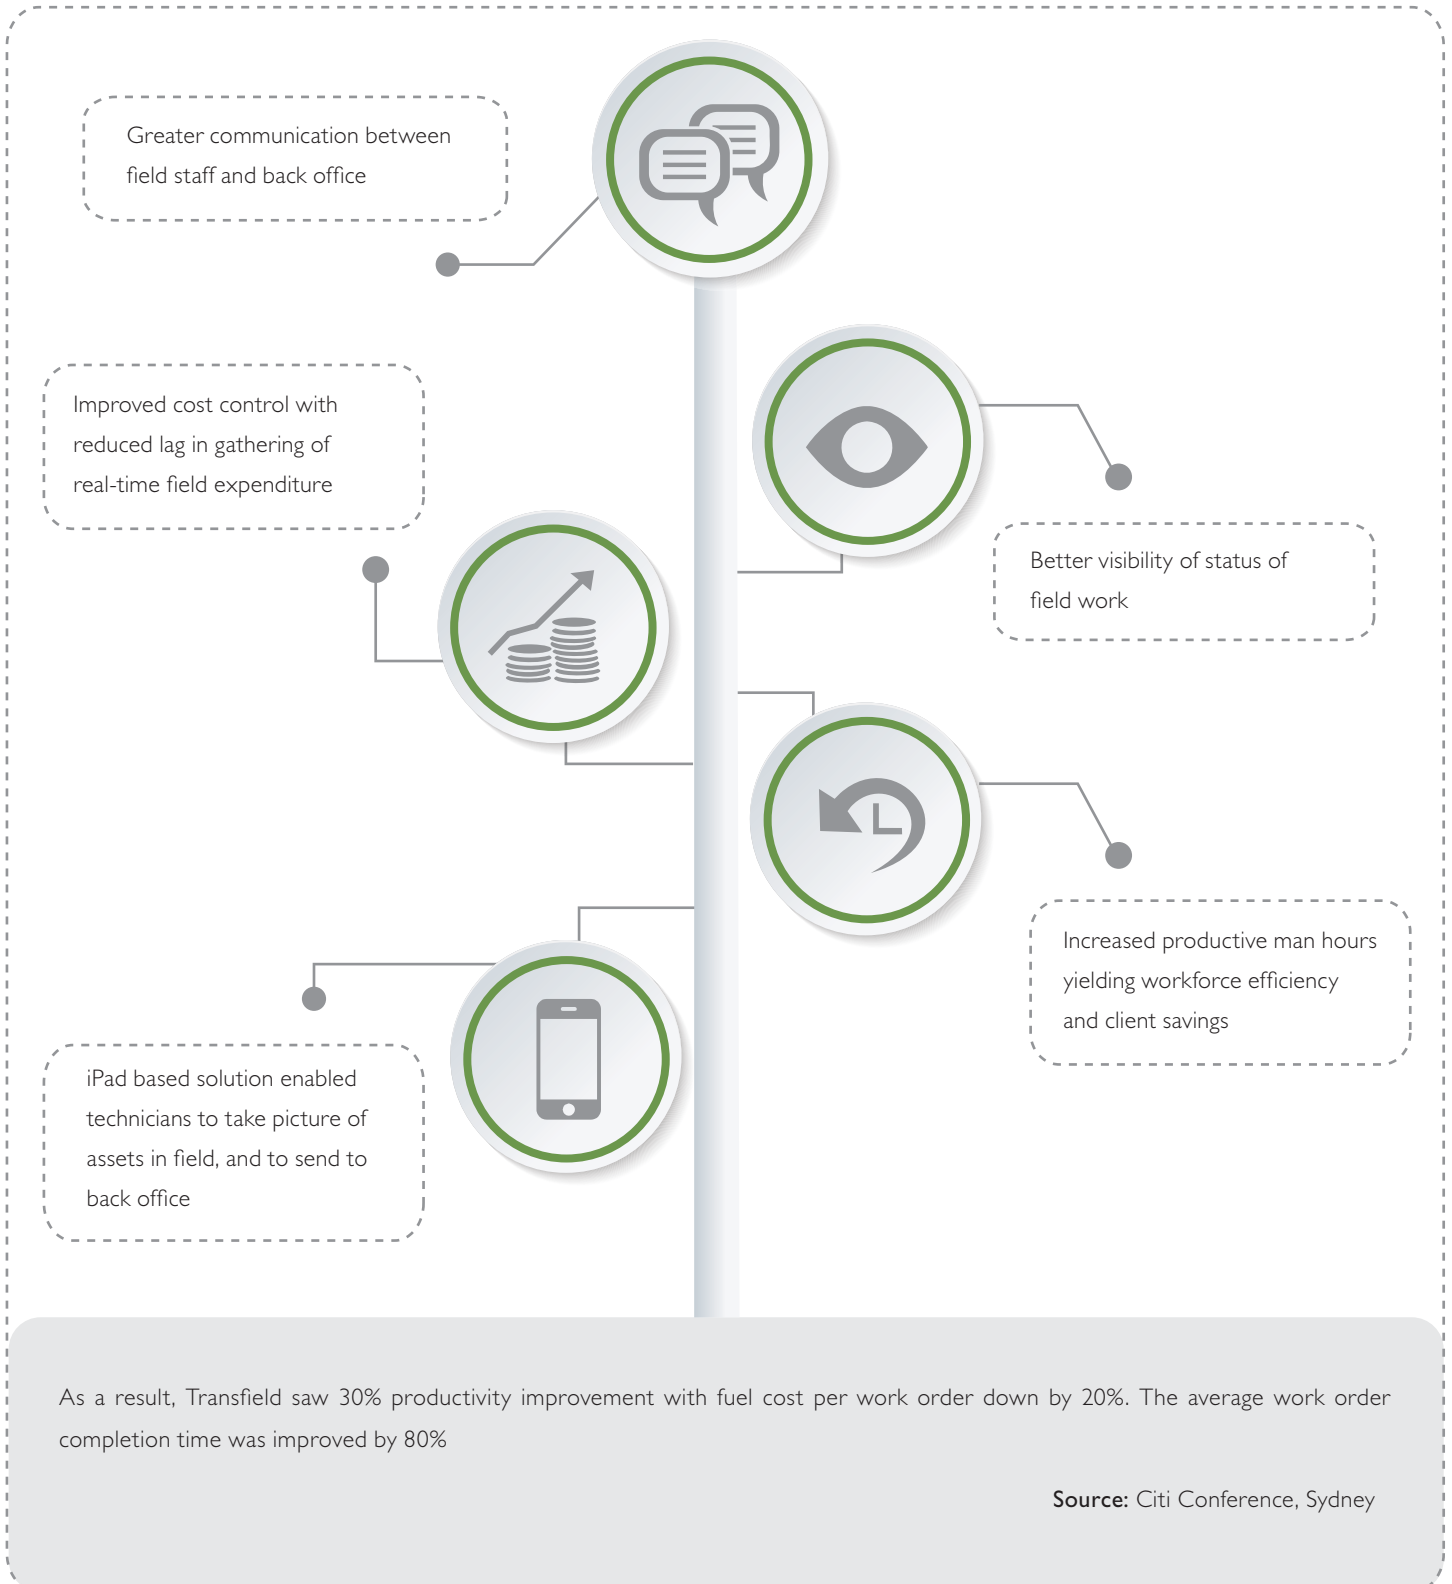 Greater communication between
field staff and back office
Improved cost control with
reduced lag in gathering of
real-time field expenditure
Better visibility of status of
field work
Increased productive man hours
yielding workforce efficiency
and client savings
iPad based solution enabled
technicians to take picture of
assets in field, and to send to
back office
As a result, Transfield saw 30% productivity improvement with fuel cost per work order down by 20%. The average work order
completion time was improved by 80%
Source: Citi Conference, Sydney